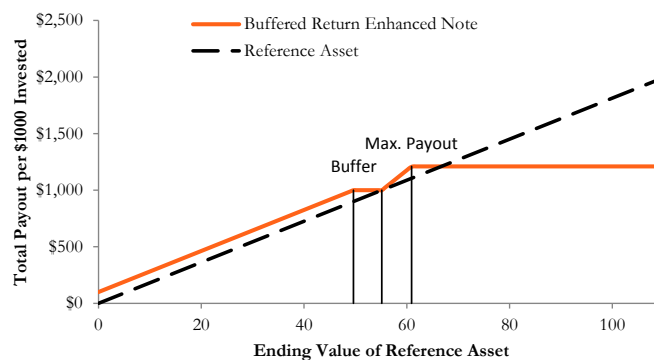 $2,500
Buffered Return Enhanced Note
Reference Asset
$2,000
$1,500
Max. Payout
Buffer
$1,000
$500
$0
Total Payout per $1000 Invested
0 20 40 60 80 100
Ending Value of Reference Asset